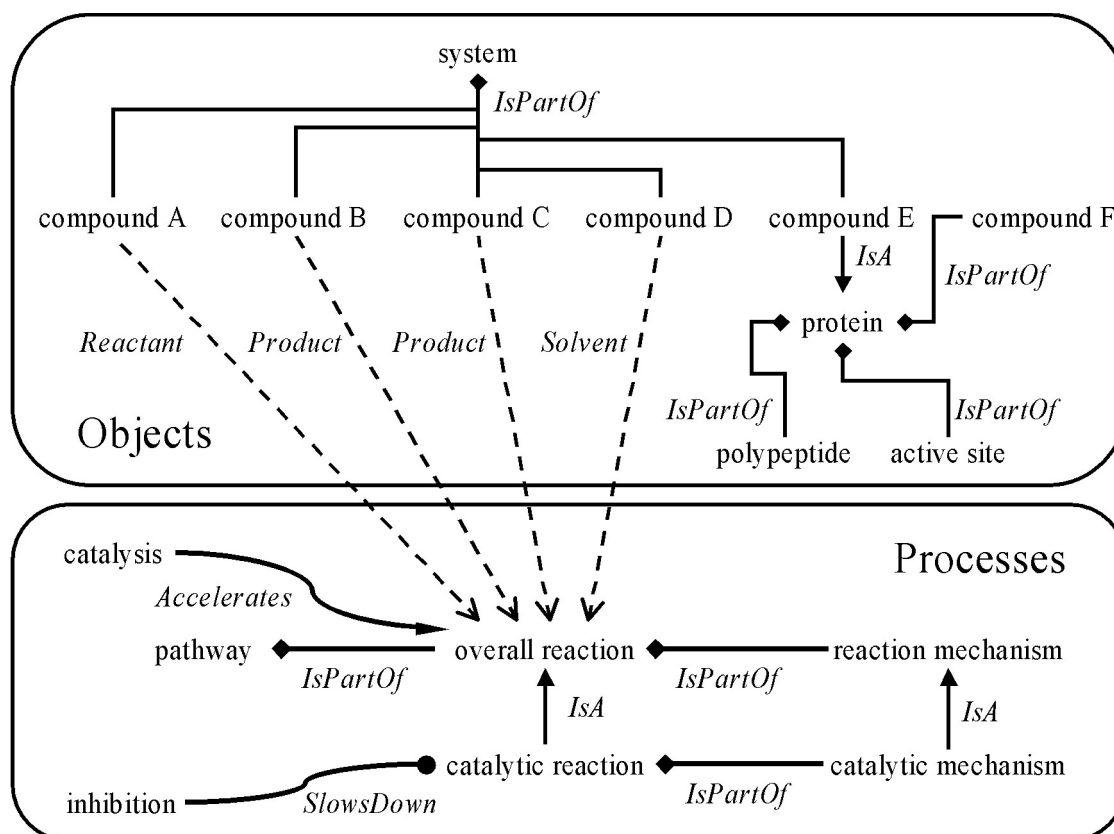 system
IsPartOf
compound A compound B compound C compound D compound E compound F
IsA
IsPartOf
protein
Reactant Product Product Solvent
IsPartOf IsPartOf
Objects
polypeptide active site
catalysis
Processes
Accelerates
pathway overall reaction reaction mechanism
IsPartOf IsPartOf
IsA IsA
catalytic reaction catalytic mechanism
inhibition SlowsDown IsPartOf